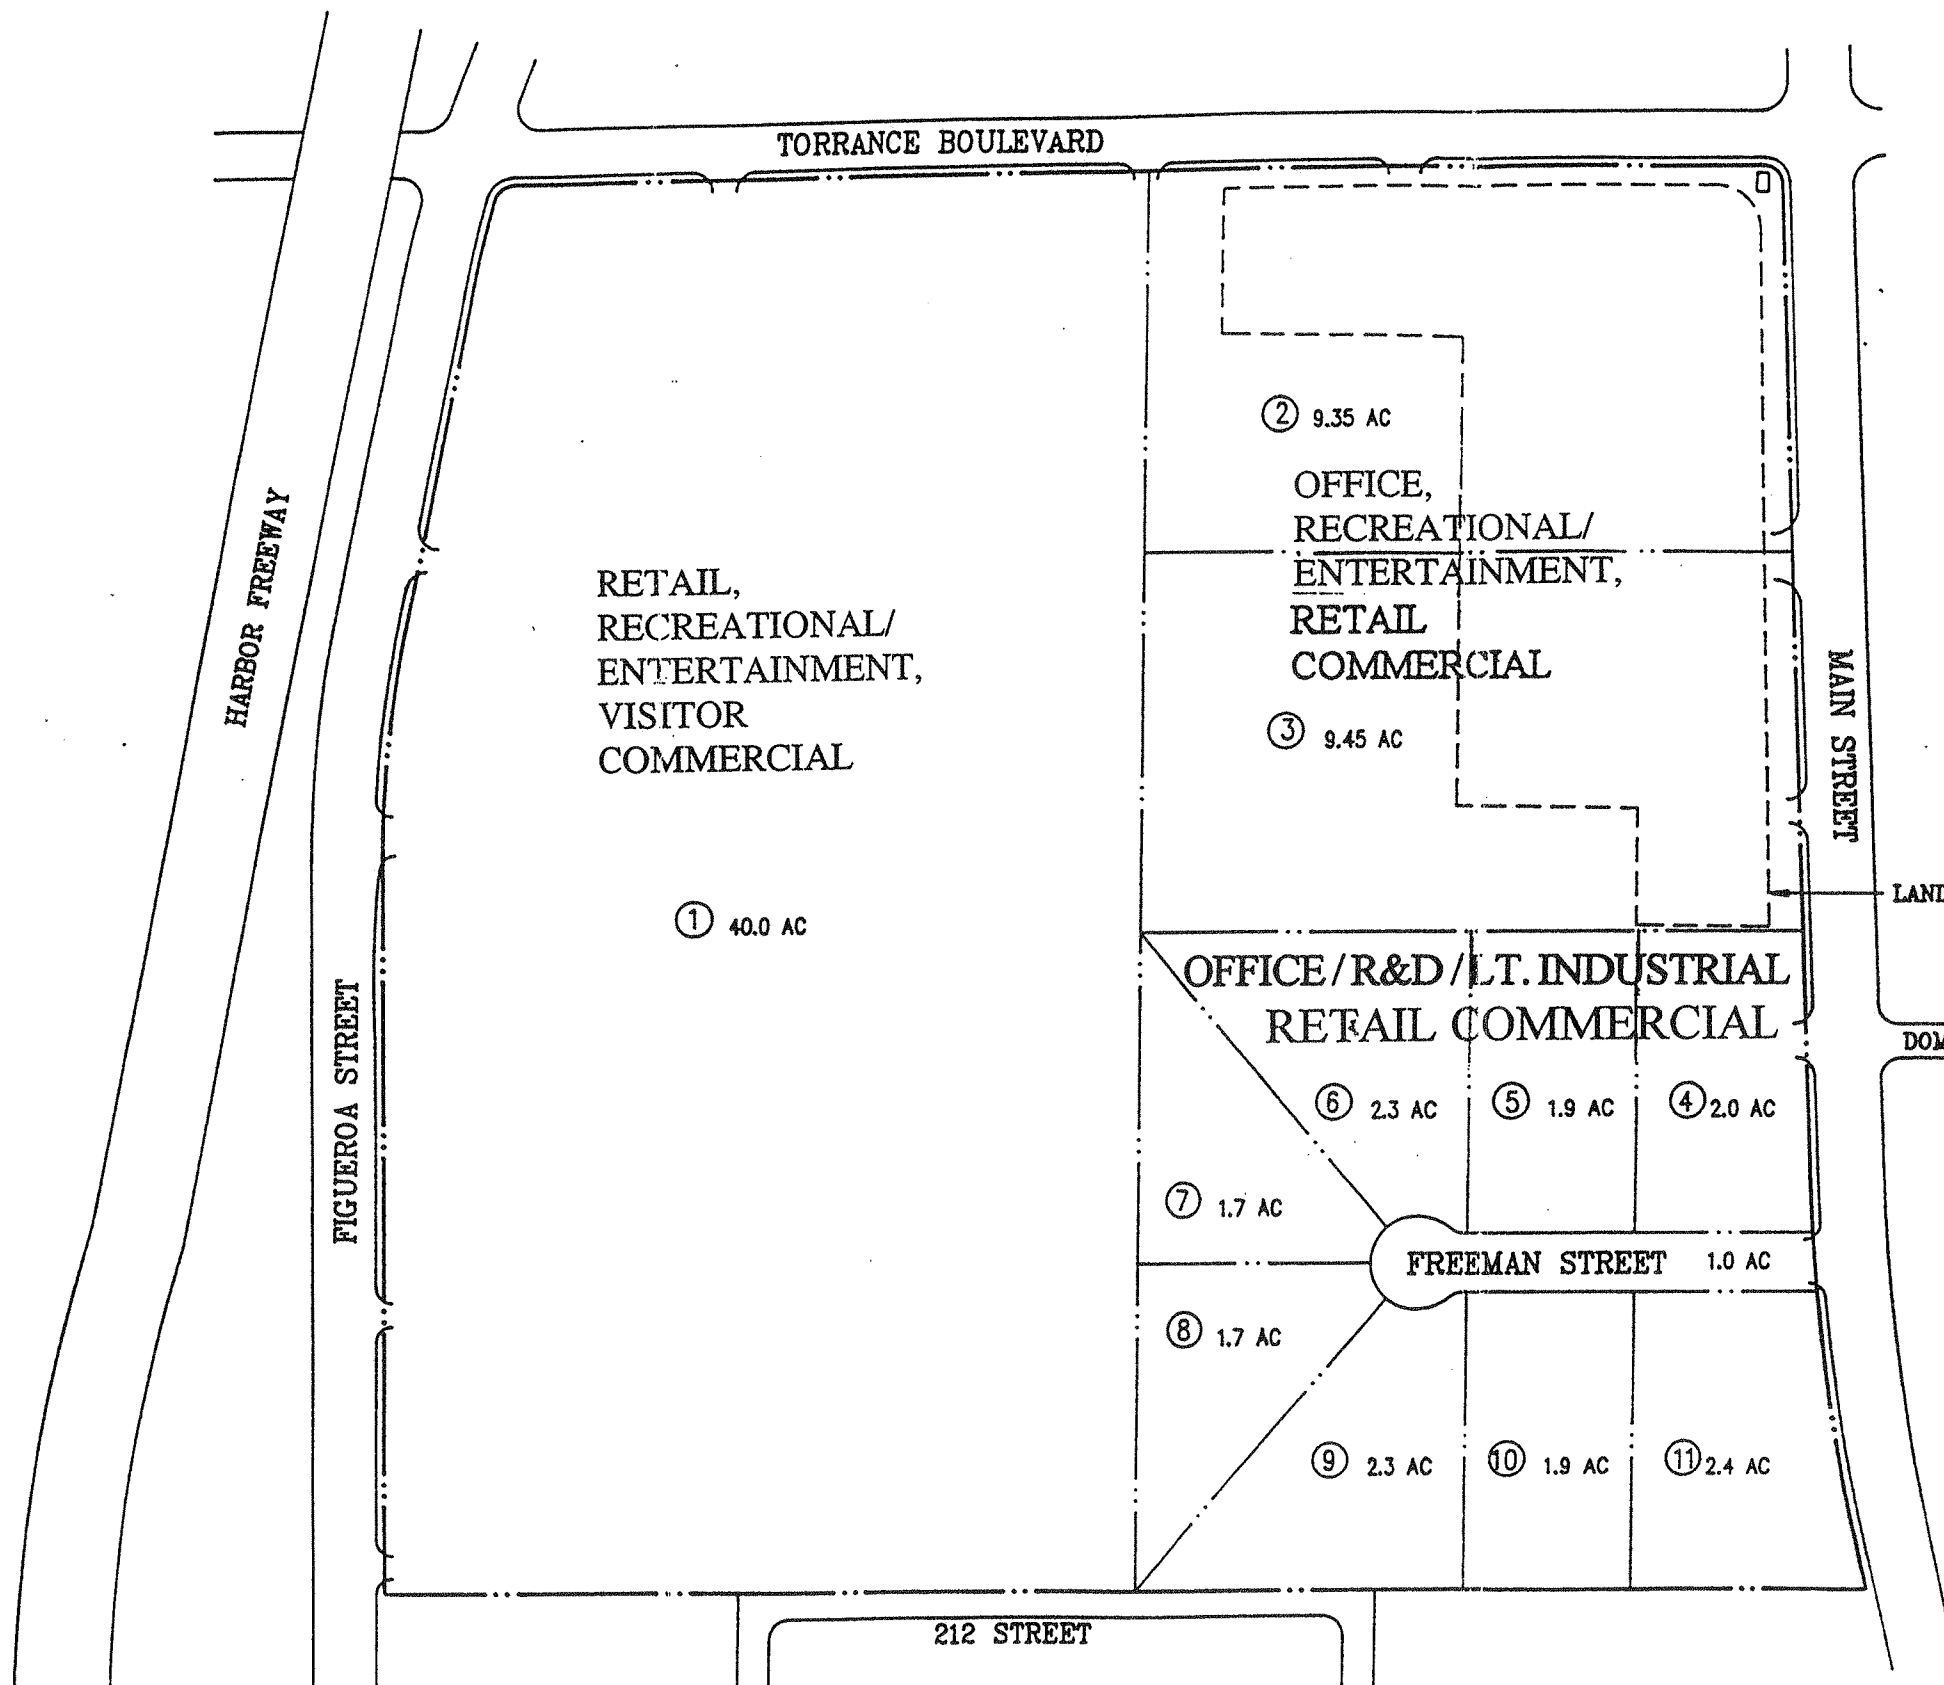 TORRANCE BOULEVARD
HARBOR FREEWAY
FIGUEROA STREET
MAIN STREET
RETAIL,
RECREATIONAL/
ENTERTAINMENT,
VISITOR
COMMERCIAL
1 40.0 AC
2 9.35 AC
OFFICE,
RECREATIONAL/
ENTERTAINMENT,
RETAIL
COMMERCIAL
3 9.45 AC
OFFICE/R&D/LT. INDUSTRIAL
RETAIL COMMERCIAL
6 2.3 AC
5 1.9 AC
4 2.0 AC
7 1.7 AC
FREEMAN STREET 1.0 AC
8 1.7 AC
9 2.3 AC
10 1.9 AC
11 2.4 AC
212 STREET